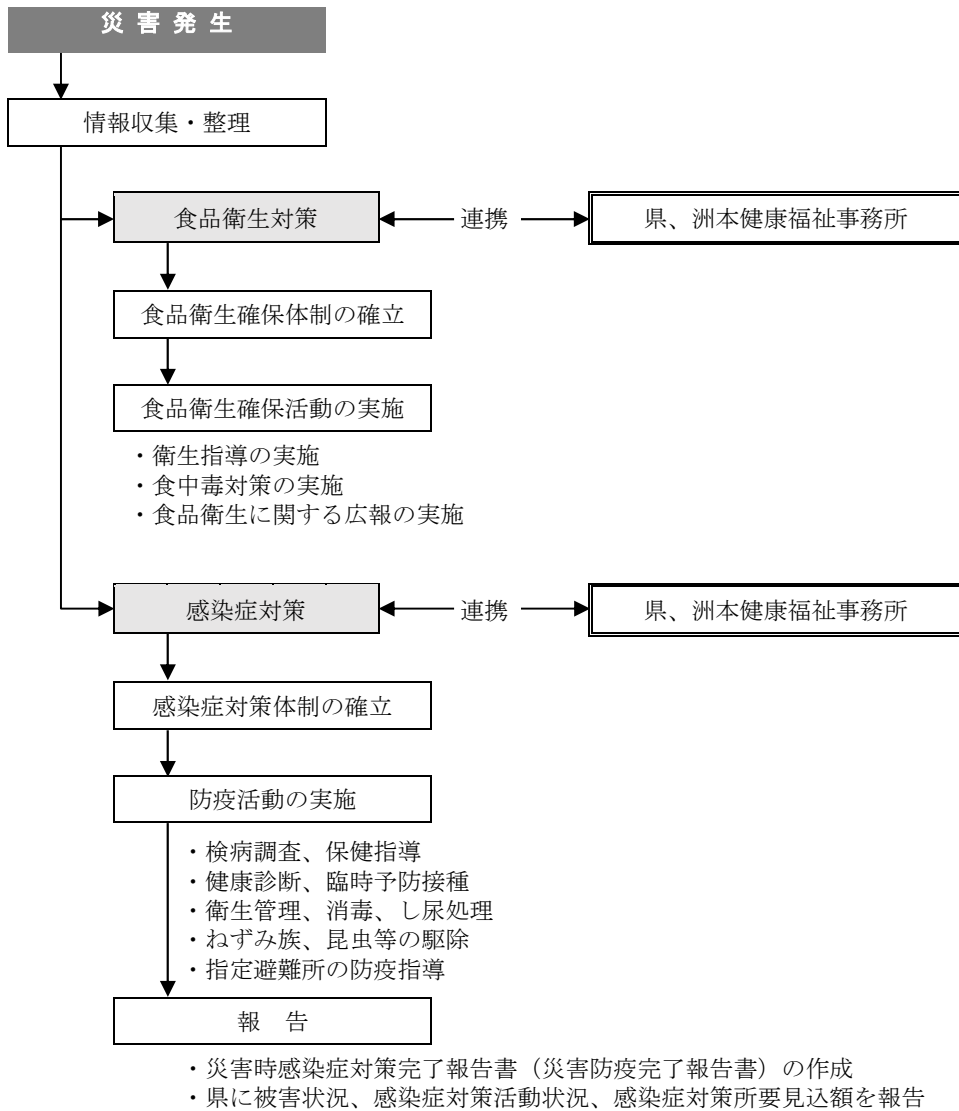 災 害 発 生
情報収集・整理
食品衛生対策 連携 県、洲本健康福祉事務所
食品衛生確保体制の確立
食品衛生確保活動の実施
・衛生指導の実施
・食中毒対策の実施
・食品衛生に関する広報の実施
感染症対策 連携 県、洲本健康福祉事務所
感染症対策体制の確立
防疫活動の実施
・検病調査、保健指導
・健康診断、臨時予防接種
・衛生管理、消毒、し尿処理
・ねずみ族、昆虫等の駆除
・指定避難所の防疫指導
報 告
・災害時感染症対策完了報告書（災害防疫完了報告書）の作成
・県に被害状況、感染症対策活動状況、感染症対策所要見込額を報告